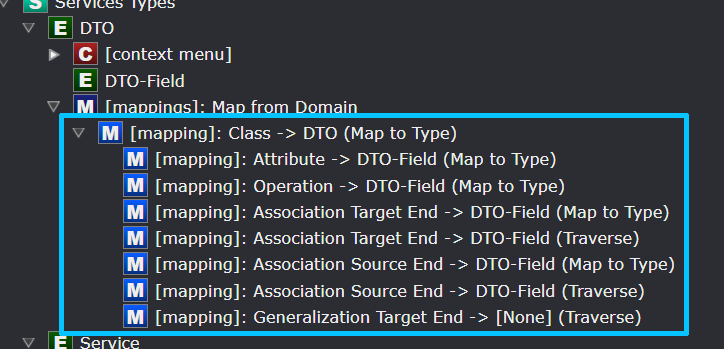 S Services Types
E DTO
C [context menu]
E DTO-Field
M [mappings]: Map from Domain
M [mapping]: Class -> DTO (Map to Type)
M [mapping]: Attribute -> DTO-Field (Map to Type)
M [mapping]: Operation -> DTO-Field (Map to Type)
M [mapping]: Association Target End -> DTO-Field (Map to Type)
M [mapping]: Association Target End -> DTO-Field (Traverse)
M [mapping]: Association Source End -> DTO-Field (Map to Type)
M [mapping]: Association Source End -> DTO-Field (Traverse)
M [mapping]: Generalization Target End -> [None] (Traverse)
E Service